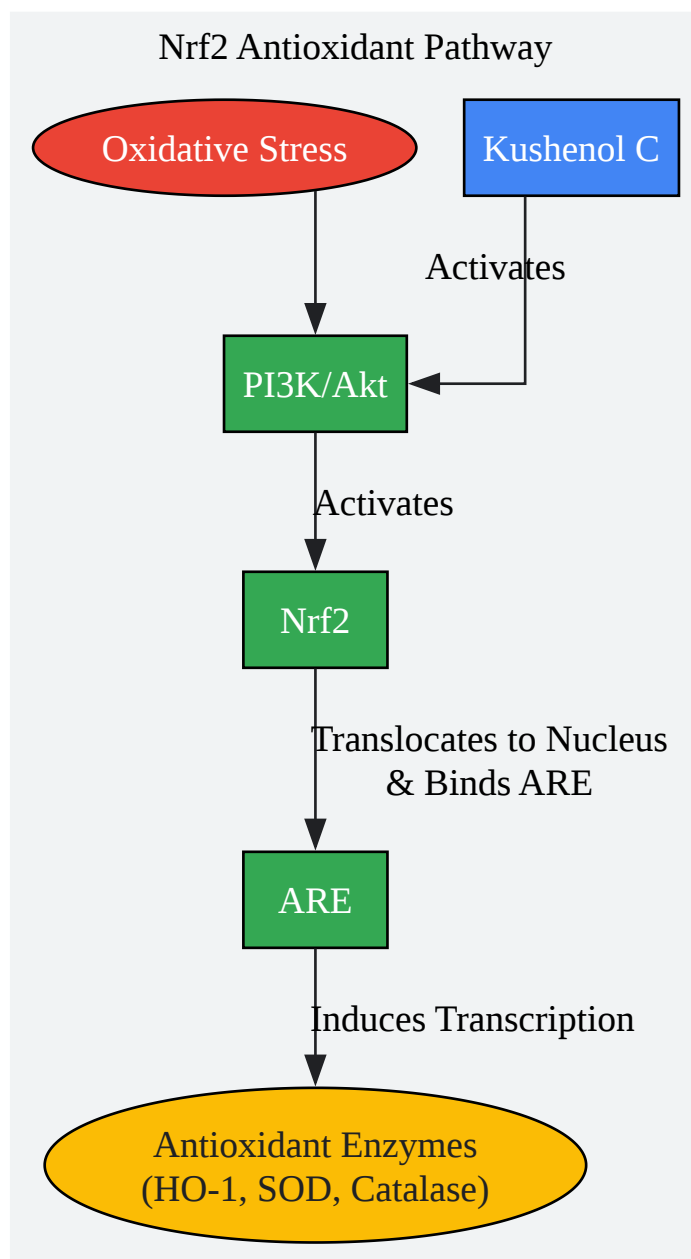 Nrf2 Antioxidant Pathway
Oxidative Stress
Kushenol C
Activates
PI3K/Akt
Activates
Nrf2
Translocates to Nucleus
& Binds ARE
ARE
Induces Transcription
Antioxidant Enzymes
(HO-1, SOD, Catalase)